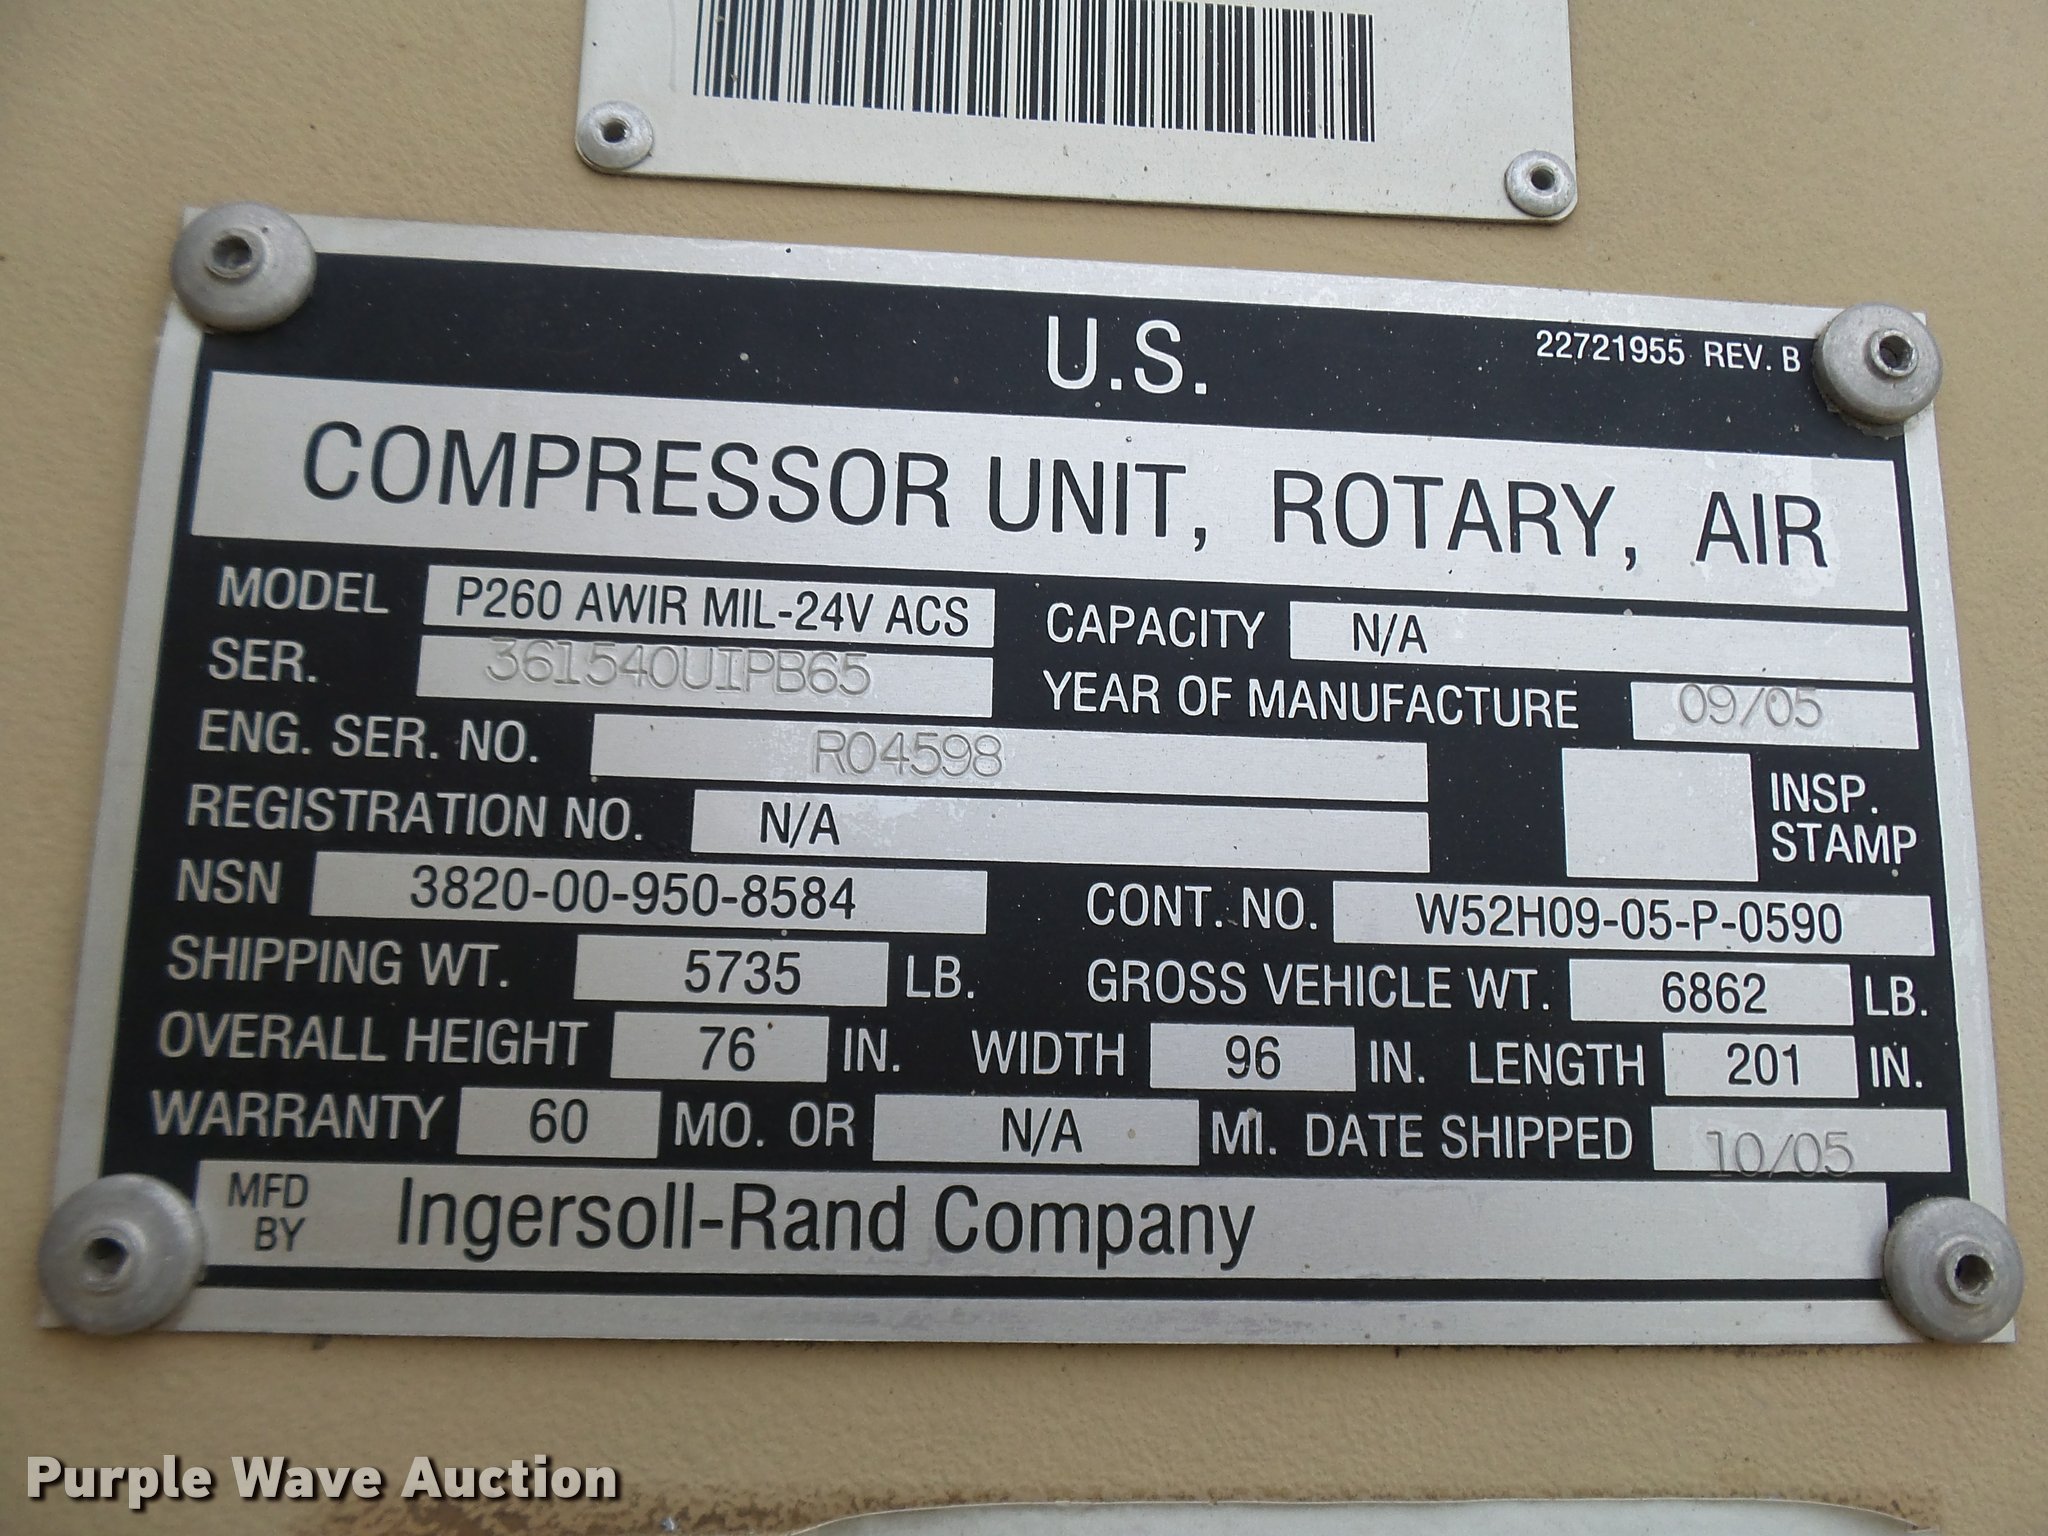 U.S.
22721955 REV. B
COMPRESSOR UNIT, ROTARY, AIR
MODEL P260 AWIR MIL-24V ACS CAPACITY N/A
SER. 361540UIPB65 YEAR OF MANUFACTURE 09/05
ENG. SER. NO. R04598
REGISTRATION NO. N/A INSP. STAMP
NSN 3820-00-950-8584 CONT. NO. W52H09-05-P-0590
SHIPPING WT. 5735 LB. GROSS VEHICLE WT. 6862 LB.
OVERALL HEIGHT 76 IN. WIDTH 96 IN. LENGTH 201 IN.
WARRANTY 60 MO. OR N/A MI. DATE SHIPPED 10/05
MFD BY Ingersoll-Rand Company
Purple Wave Auction